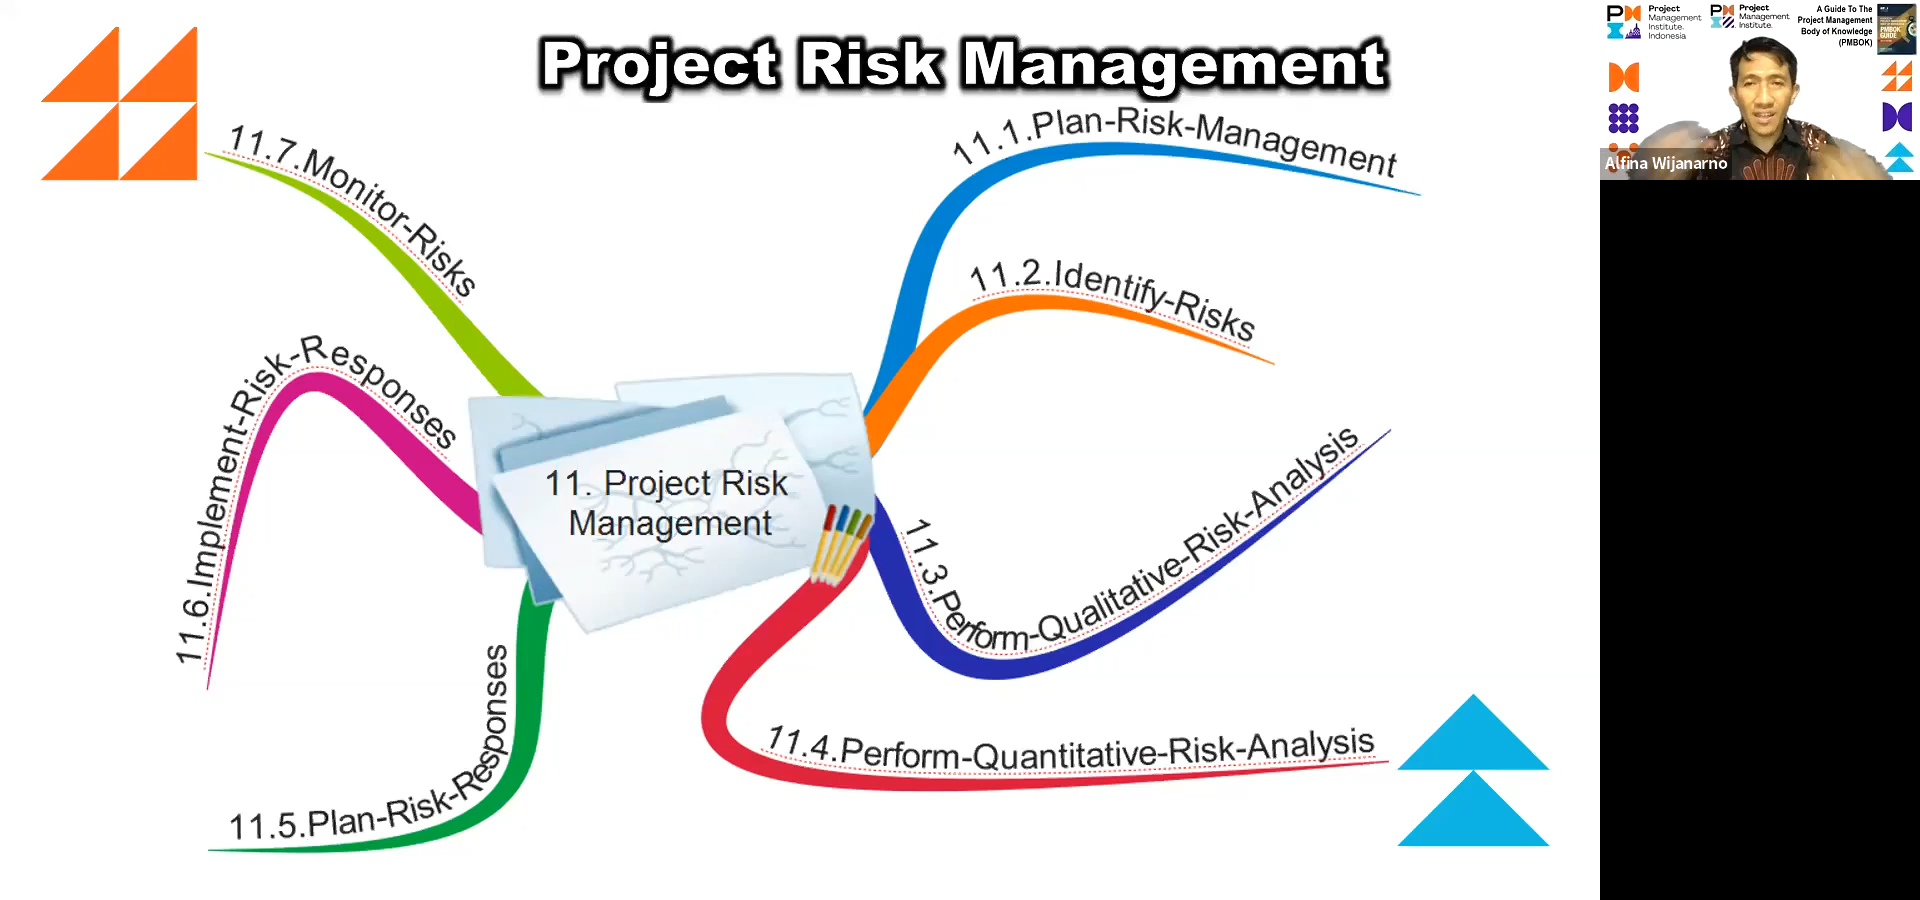 Project Risk Management
11.1.Plan-Risk-Management
11.2.Identify-Risks
11.3.Perform-Qualitative-Risk-Analysis
11.4.Perform-Quantitative-Risk-Analysis
11.5.Plan-Risk-Responses
11.6.Implement-Risk-Responses
11.7.Monitor-Risks
11. Project Risk
Management
Project
Management
Institute.
Indonesia
Project
Management
Institute.
A Guide To The
Project Management
Body of Knowledge
(PMBOK)
PMBOK
GUIDE
Alfina Wijanarno